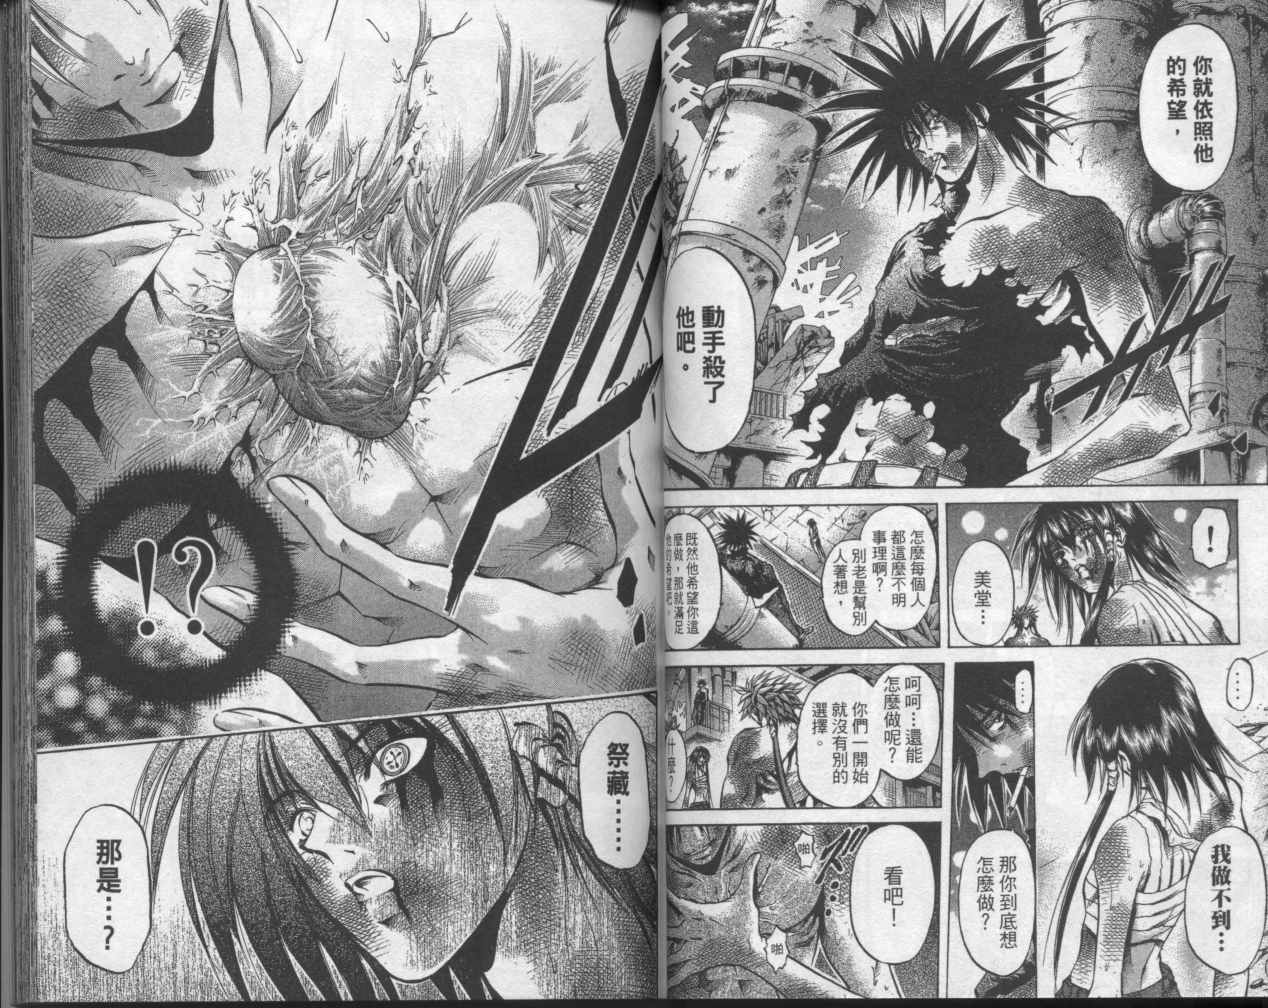 你就依照他
的希望，
動手殺了
他吧。
！
美堂…
怎麼每個人
都這麼不明
事理啊？
別老是幫別
人著想，
既然他希望你這
麼做，那就滿足
他的希望吧。
……
我做不到…
……
那你到底想
怎麼做？
呵呵…還能
怎麼做呢？
你們一開始
就沒有別的
選擇。
什麼？
看吧！
啪
啪
！？
祭藏……
那是…？